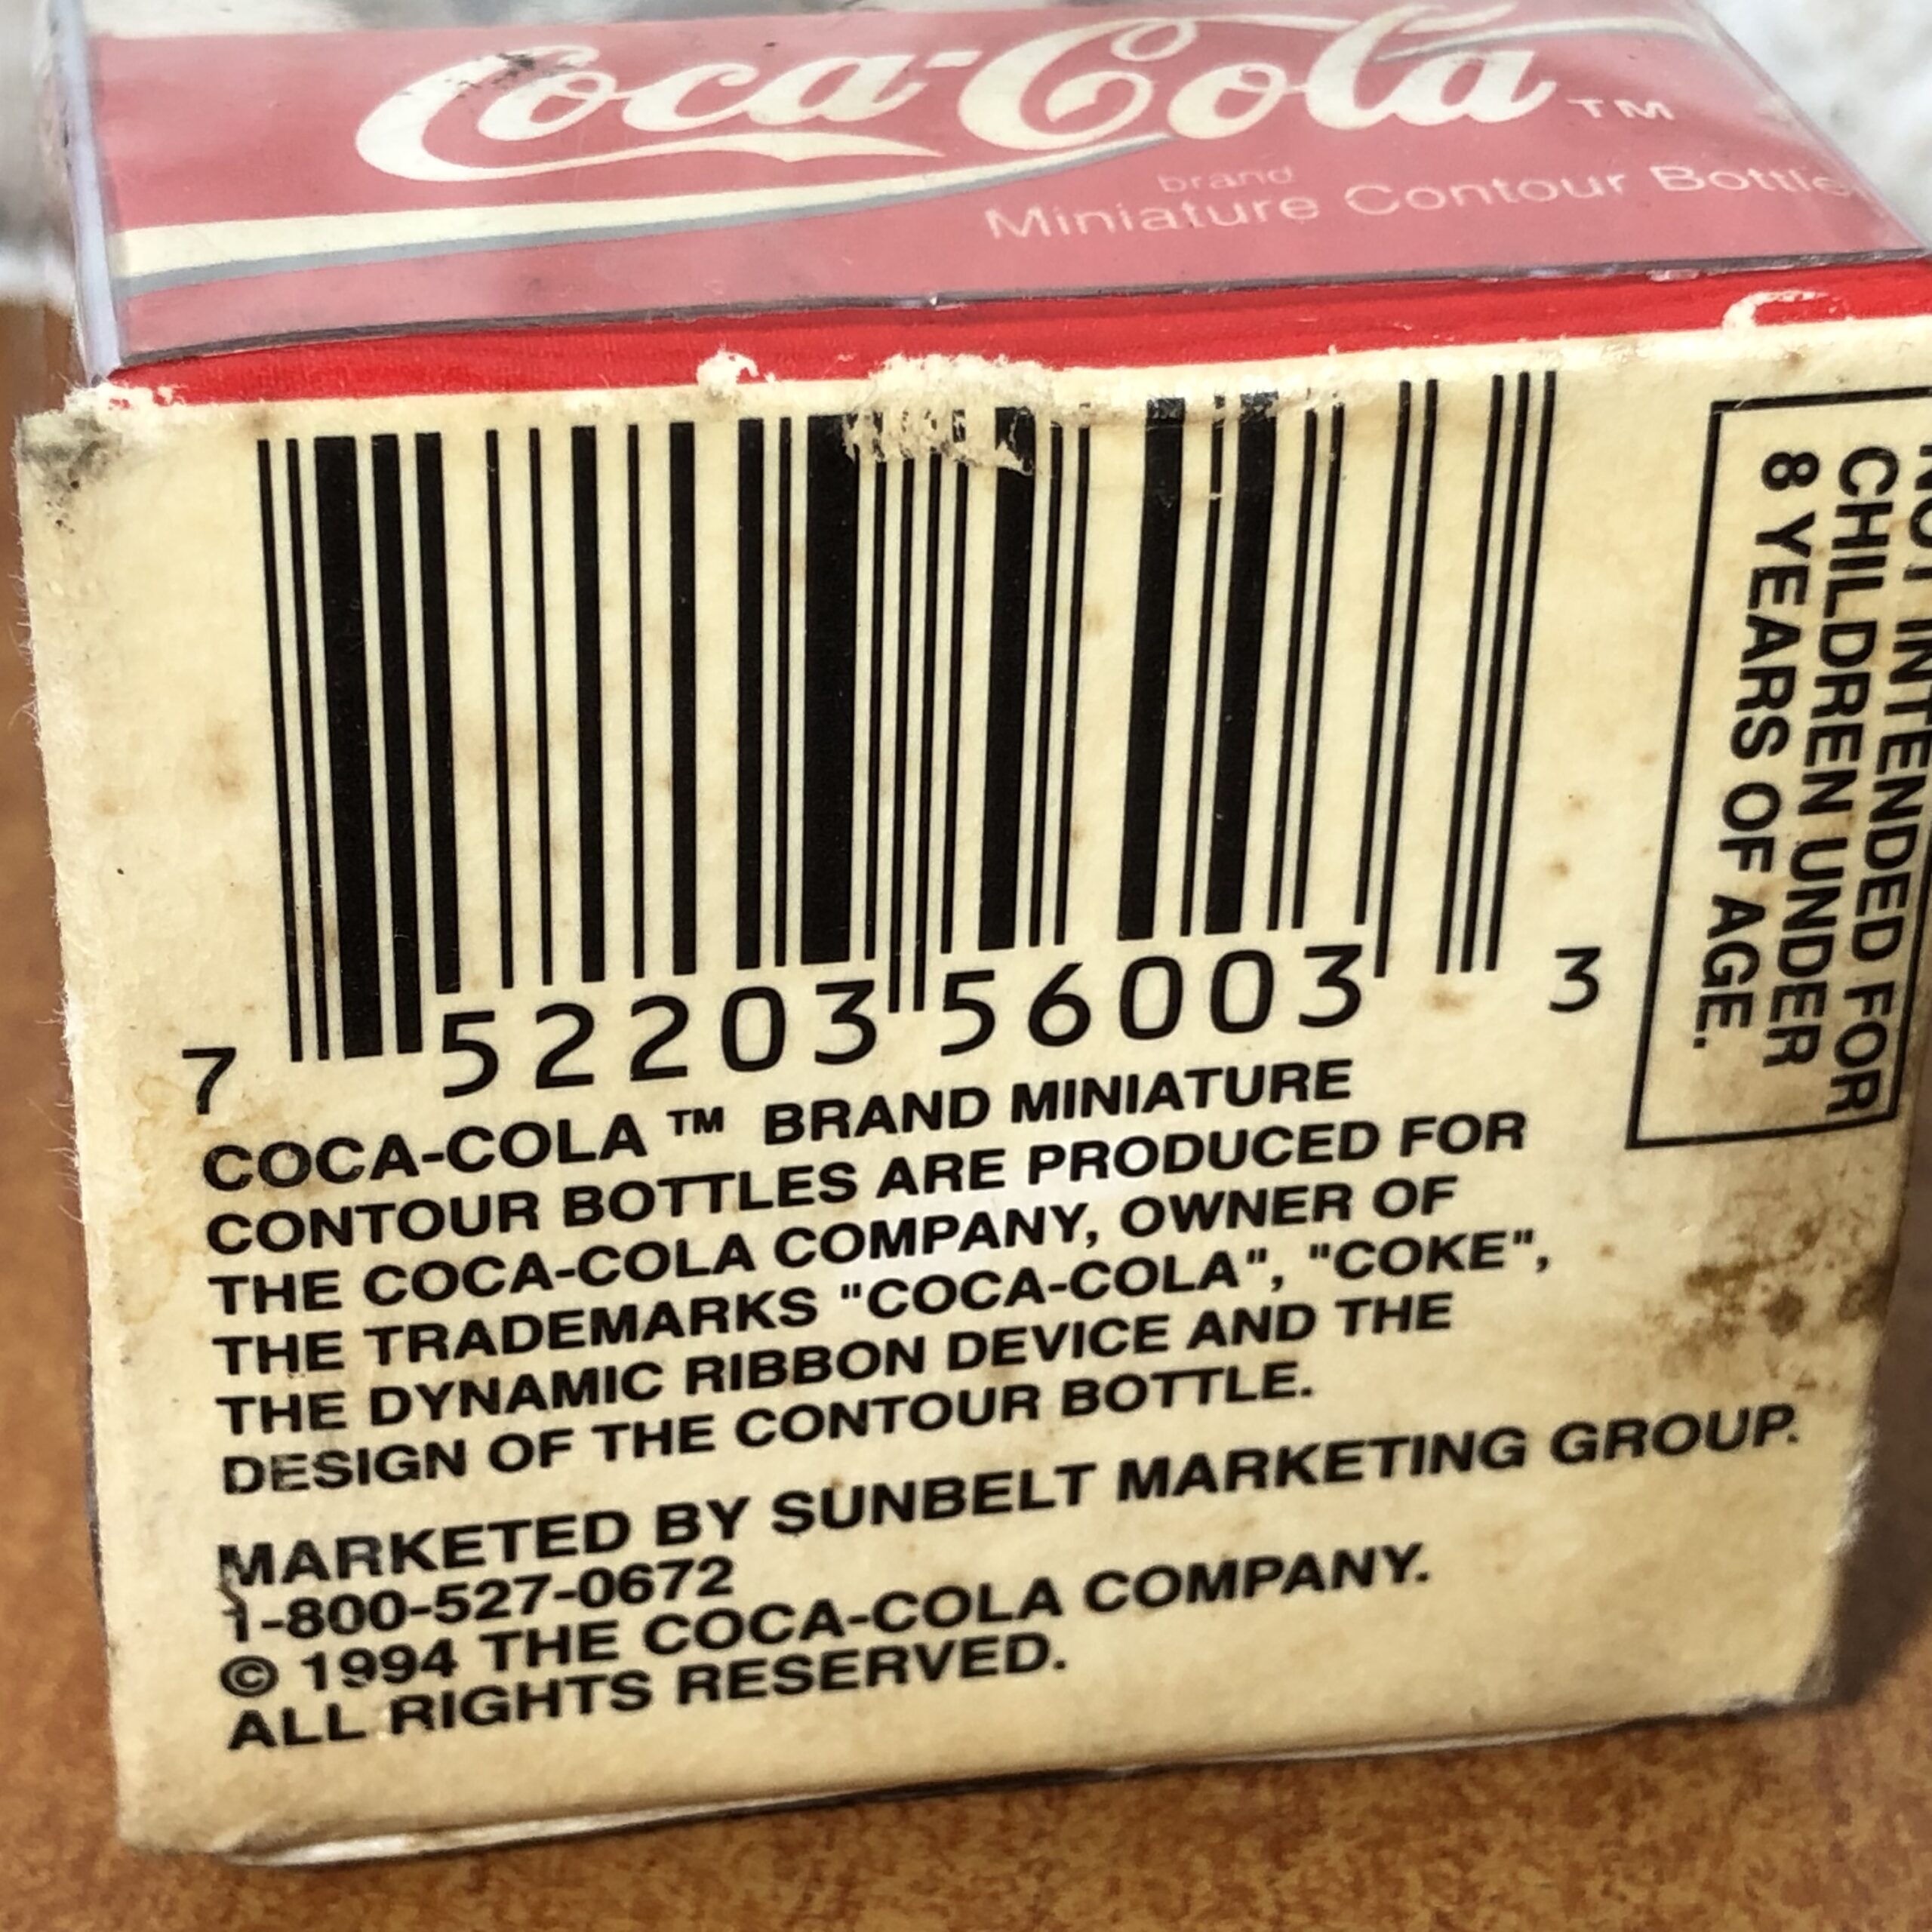 Coca-Cola TM
brand
Miniature Contour Bottle
7 52203 56003 3
COCA-COLA ™ BRAND MINIATURE
CONTOUR BOTTLES ARE PRODUCED FOR
THE COCA-COLA COMPANY, OWNER OF
THE TRADEMARKS "COCA-COLA", "COKE",
THE DYNAMIC RIBBON DEVICE AND THE
DESIGN OF THE CONTOUR BOTTLE.
MARKETED BY SUNBELT MARKETING GROUP.
1-800-527-0672
© 1994 THE COCA-COLA COMPANY.
ALL RIGHTS RESERVED.
NOT INTENDED FOR
CHILDREN UNDER
8 YEARS OF AGE.